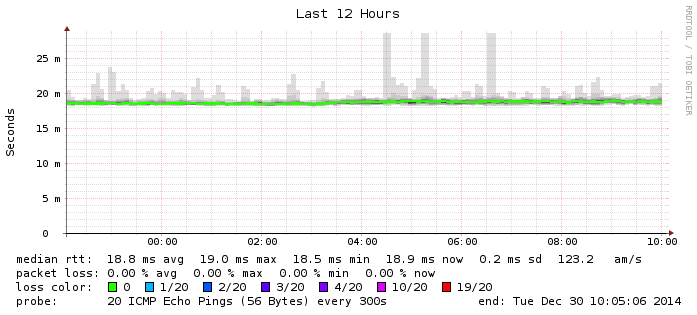 Last 12 Hours
RRDTOOL / TOBI OETIKER
Seconds
25 m
20 m
15 m
10 m
5 m
0
00:00 02:00 04:00 06:00 08:00 10:00
median rtt: 18.8 ms avg 19.0 ms max 18.5 ms min 18.9 ms now 0.2 ms sd 123.2 am/s
packet loss: 0.00 % avg 0.00 % max 0.00 % min 0.00 % now
loss color: 0 1/20 2/20 3/20 4/20 10/20 19/20
probe: 20 ICMP Echo Pings (56 Bytes) every 300s end: Tue Dec 30 10:05:06 2014